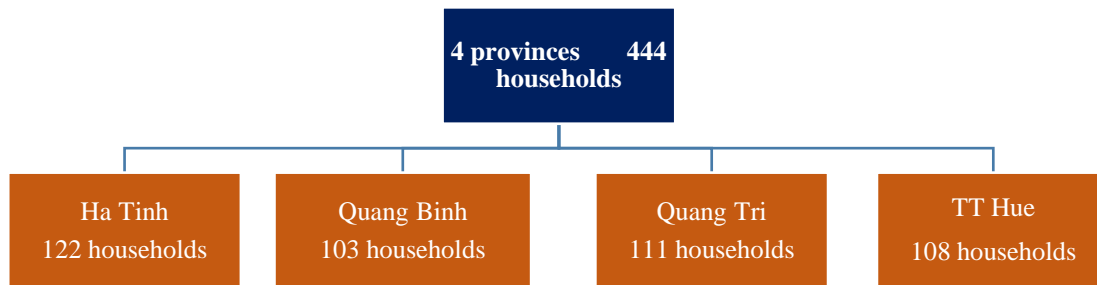 4 provinces 444
households
Ha Tinh
122 households
Quang Binh
103 households
Quang Tri
111 households
TT Hue
108 households